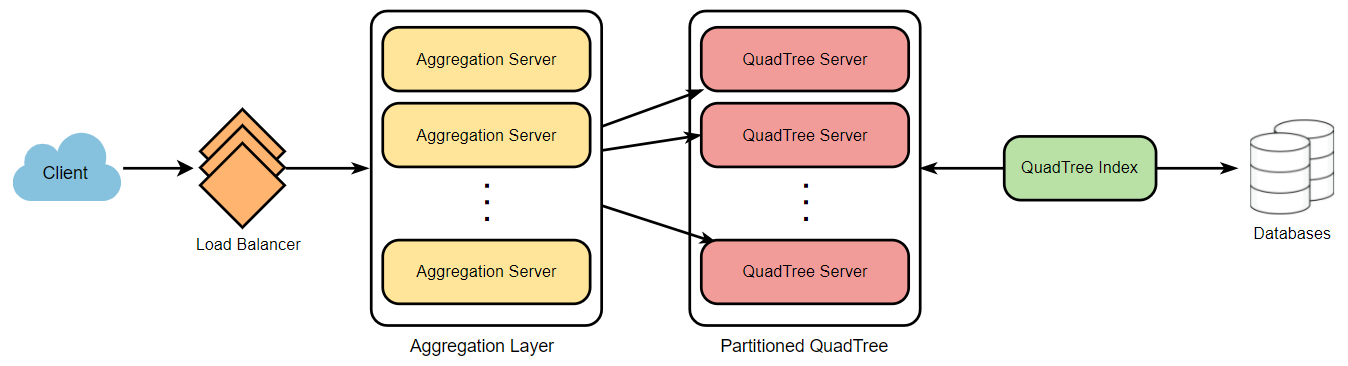 Client
Load Balancer
Aggregation Server
Aggregation Server
Aggregation Server
Aggregation Layer
QuadTree Server
QuadTree Server
QuadTree Server
Partitioned QuadTree
QuadTree Index
Databases